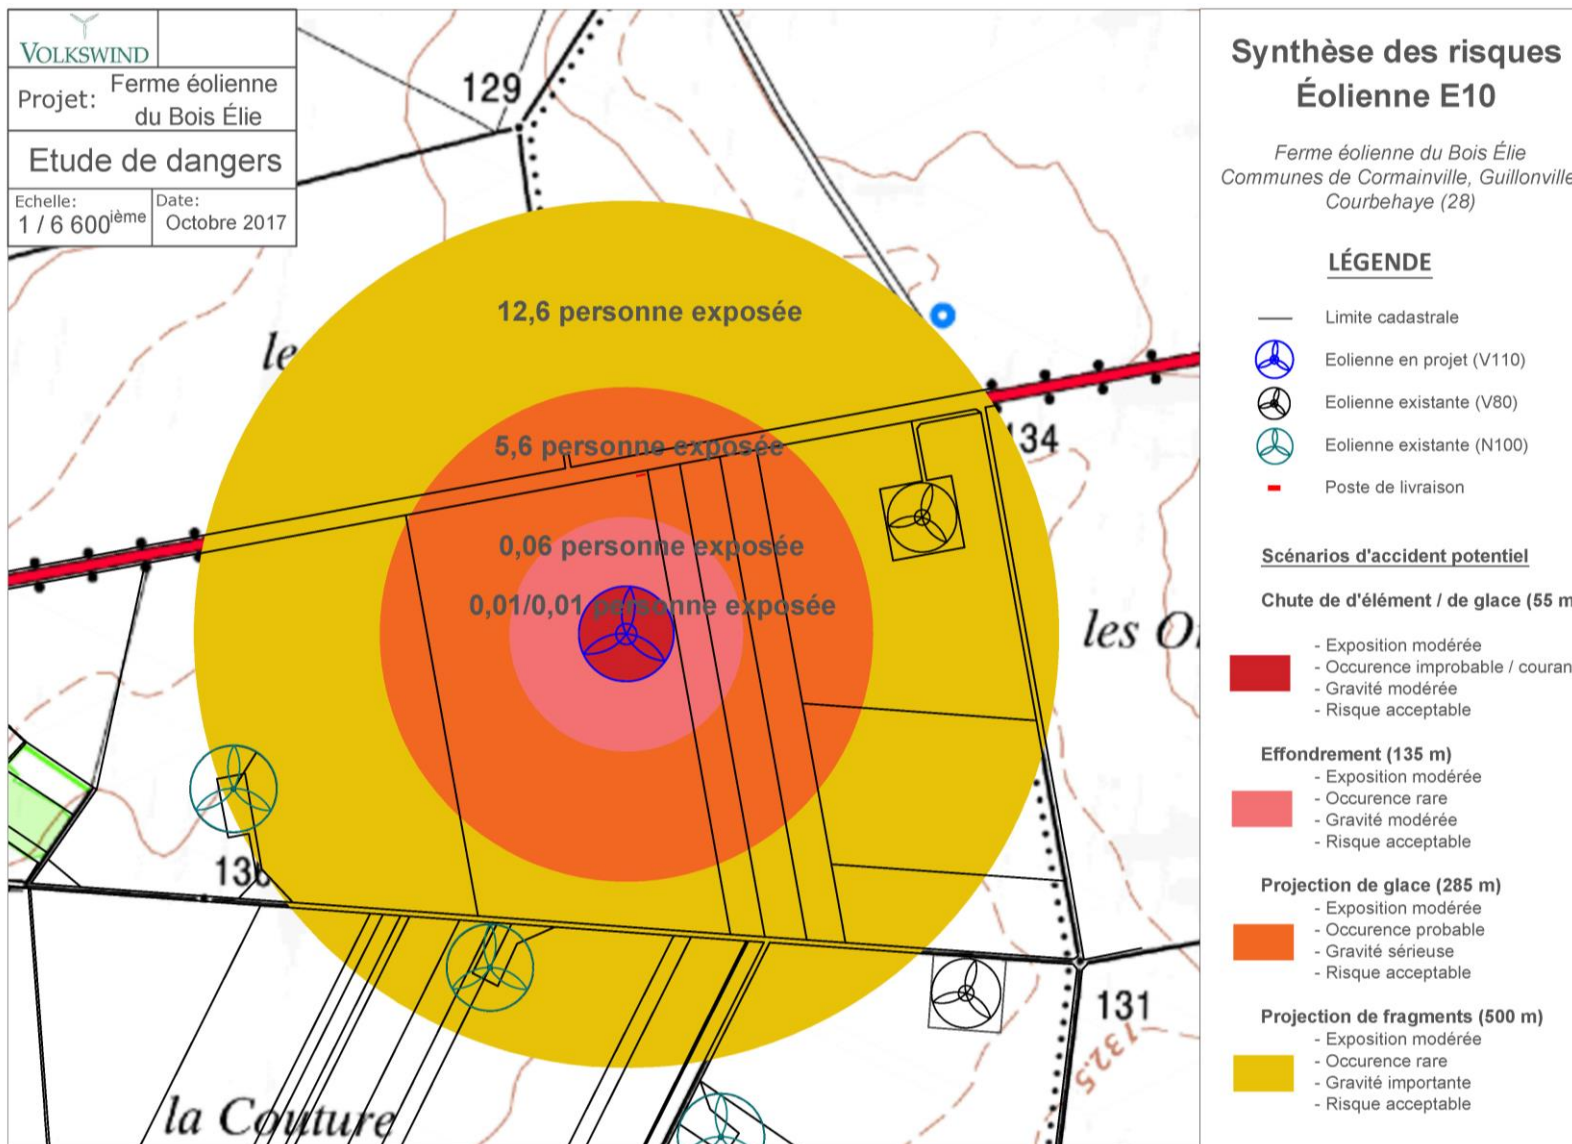 VOLKSWIND
Projet: Ferme éolienne
du Bois Élie
Etude de dangers
Echelle:
1 / 6 600ième
Date:
Octobre 2017
129
12,6 personne exposée
le
5,6 personne exposée
134
0,06 personne exposée
0,01/0,01 personne exposée
les
130
131
132.5
la Couture
Synthèse des risques
Éolienne E10
Ferme éolienne du Bois Élie
Communes de Cormainville, Guillonville
Courbehaye (28)
LÉGENDE
Limite cadastrale
Eolienne en projet (V110)
Eolienne existante (V80)
Eolienne existante (N100)
Poste de livraison
Scénarios d'accident potentiel
Chute de d'élément / de glace (55 m
- Exposition modérée
- Occurence improbable / couran
- Gravité modérée
- Risque acceptable
Effondrement (135 m)
- Exposition modérée
- Occurence rare
- Gravité modérée
- Risque acceptable
Projection de glace (285 m)
- Exposition modérée
- Occurence probable
- Gravité sérieuse
- Risque acceptable
Projection de fragments (500 m)
- Exposition modérée
- Occurence rare
- Gravité importante
- Risque acceptable